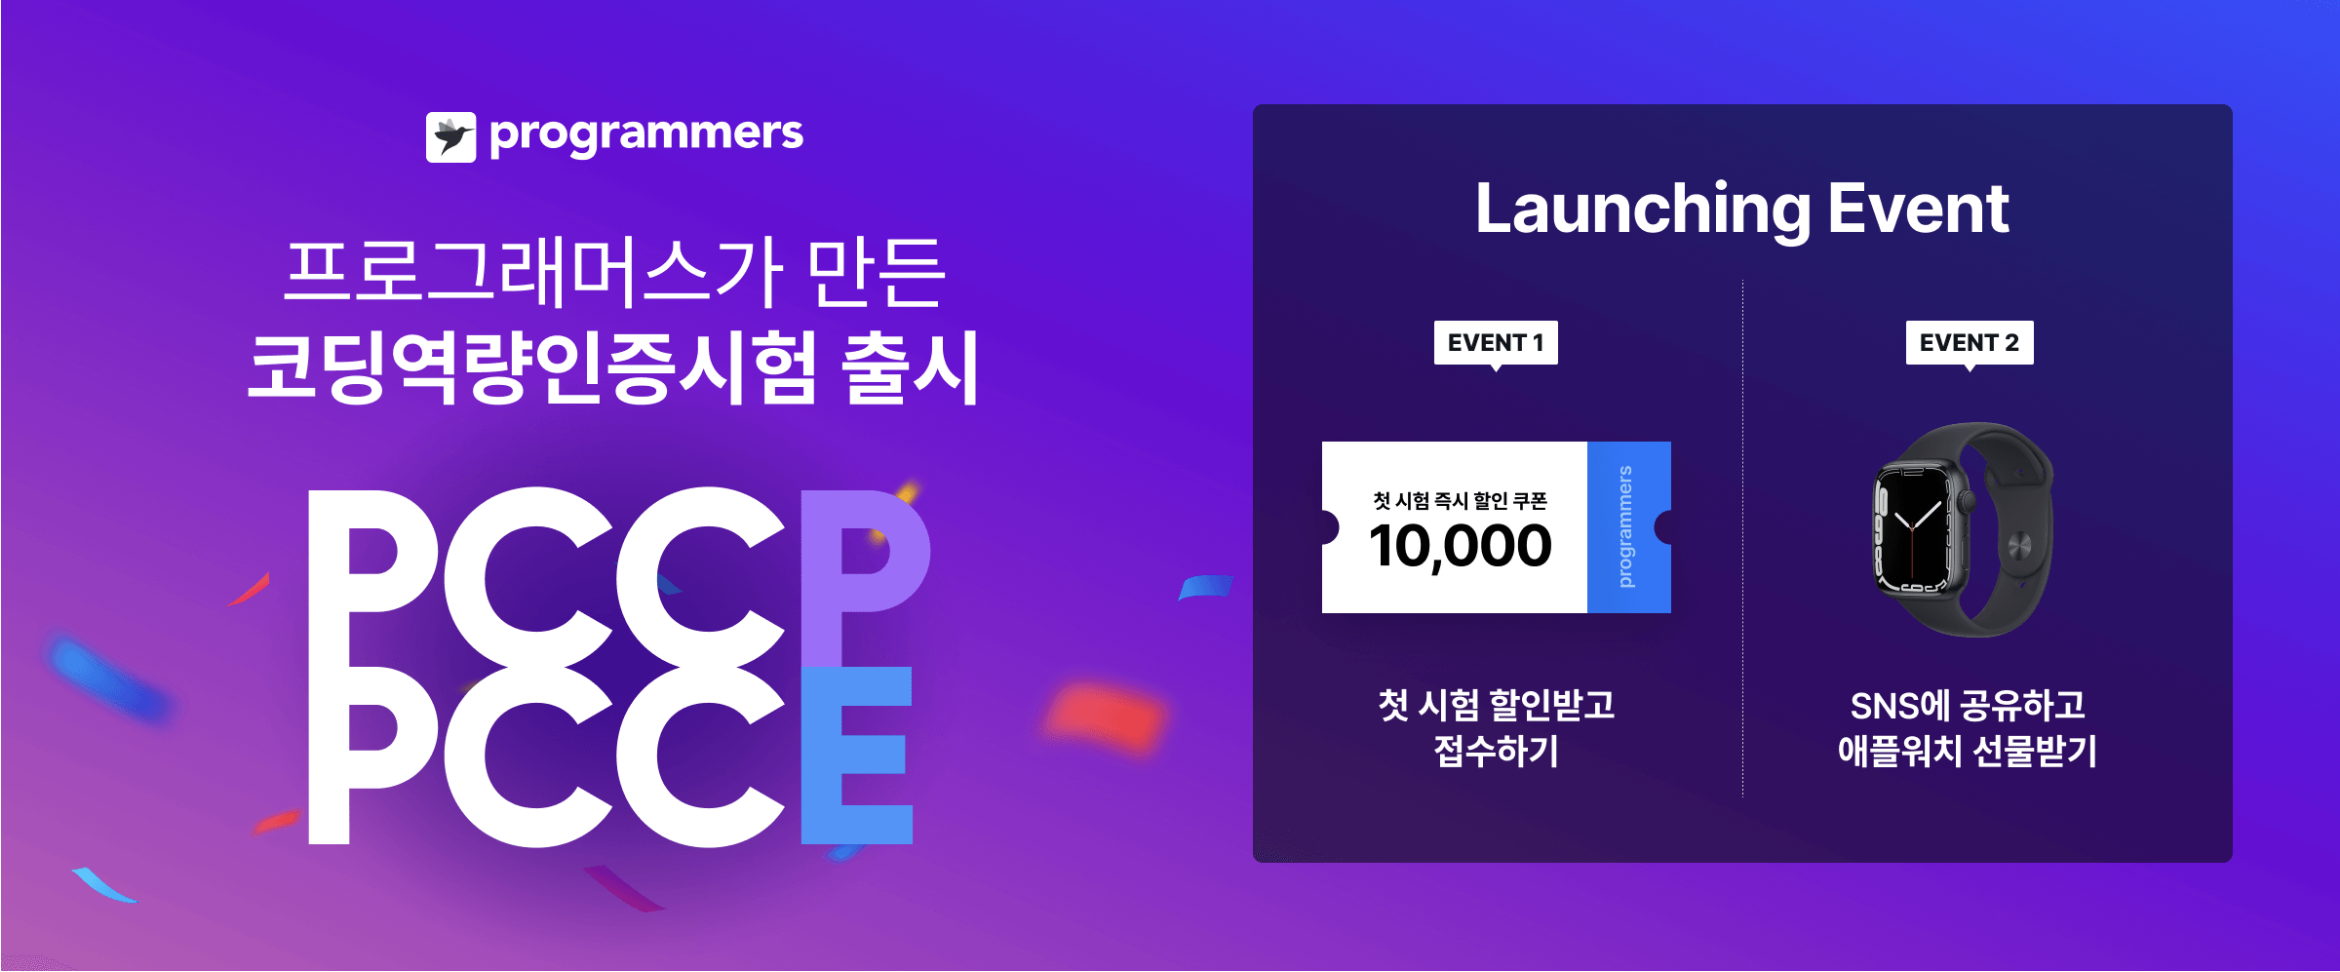 programmers
프로그래머스가 만든
코딩역량인증시험 출시
PCCP
PCCE
Launching Event
EVENT 1
첫 시험 즉시 할인 쿠폰
10,000
programmers
첫 시험 할인받고
접수하기
EVENT 2
SNS에 공유하고
애플워치 선물받기